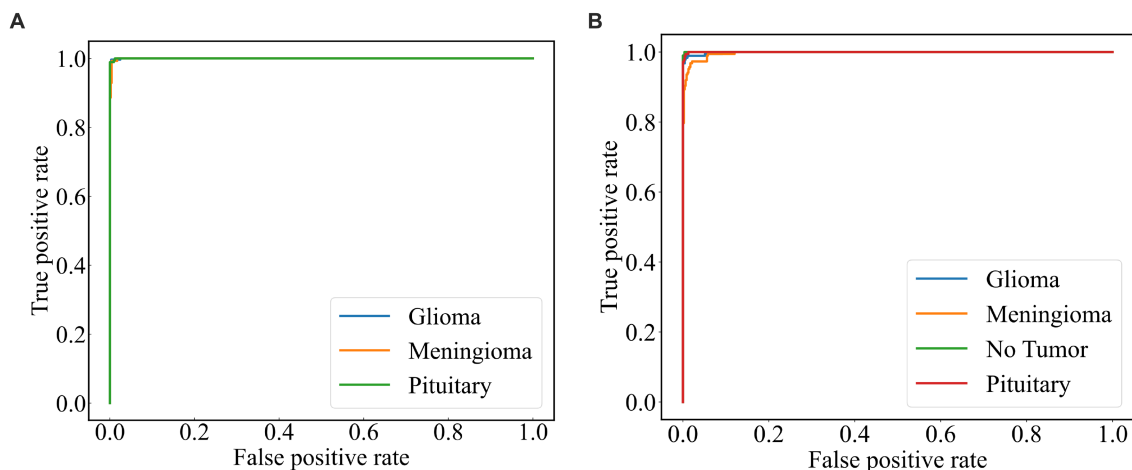 A
1.0
0.8
0.6
0.4
0.2
0.0
True positive rate
0.0 0.2 0.4 0.6 0.8 1.0
False positive rate
Glioma
Meningioma
Pituitary
B
1.0
0.8
0.6
0.4
0.2
0.0
True positive rate
0.0 0.2 0.4 0.6 0.8 1.0
False positive rate
Glioma
Meningioma
No Tumor
Pituitary